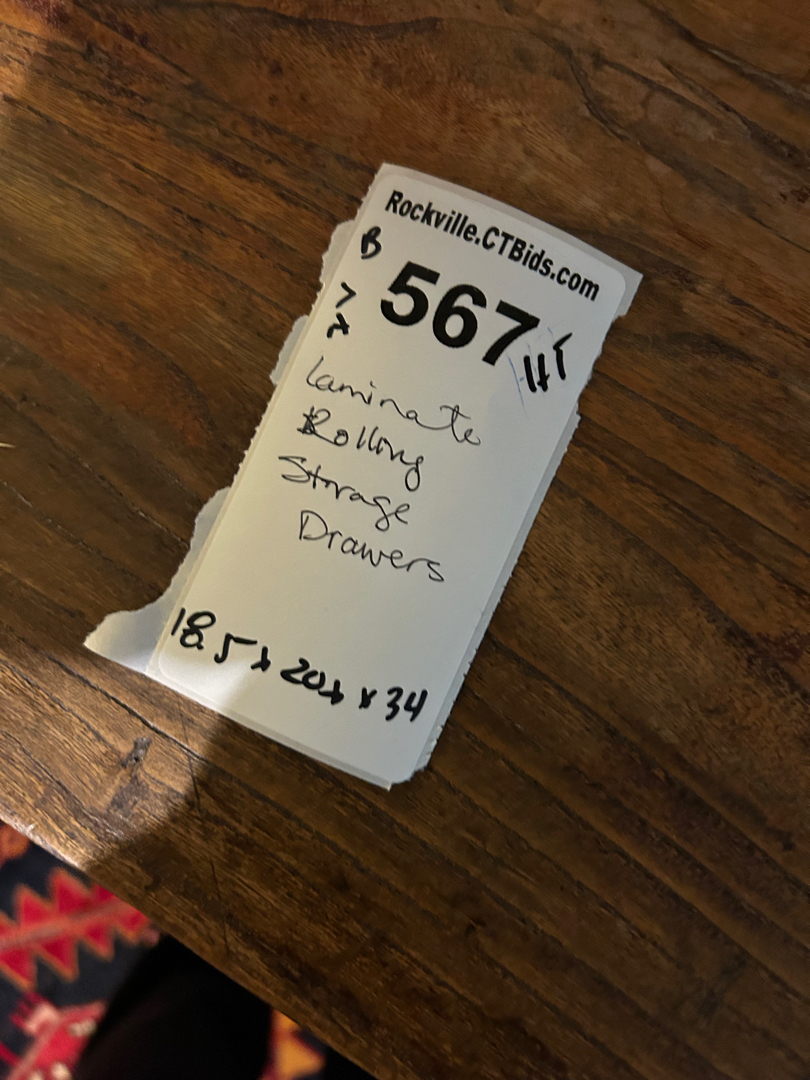 Rockville.CTBids.com
B
567
Laminate
Rolling
Storage
Drawers
18.5 x 20 x 34